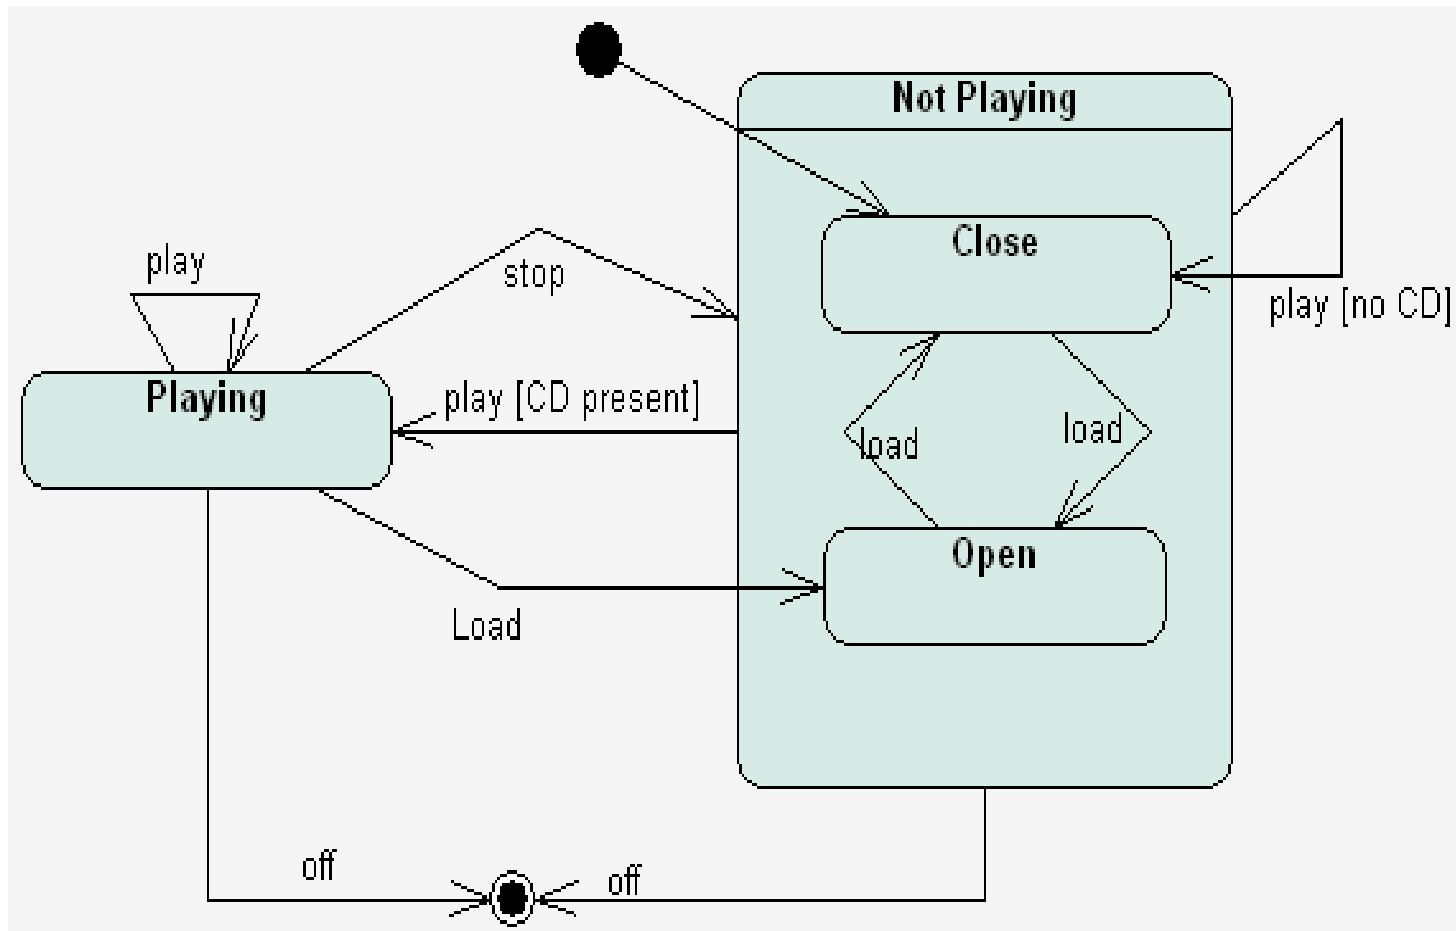 Not Playing
Close
play
stop
play [no CD]
Playing
play [CD present]
load
load
Open
Load
off
off